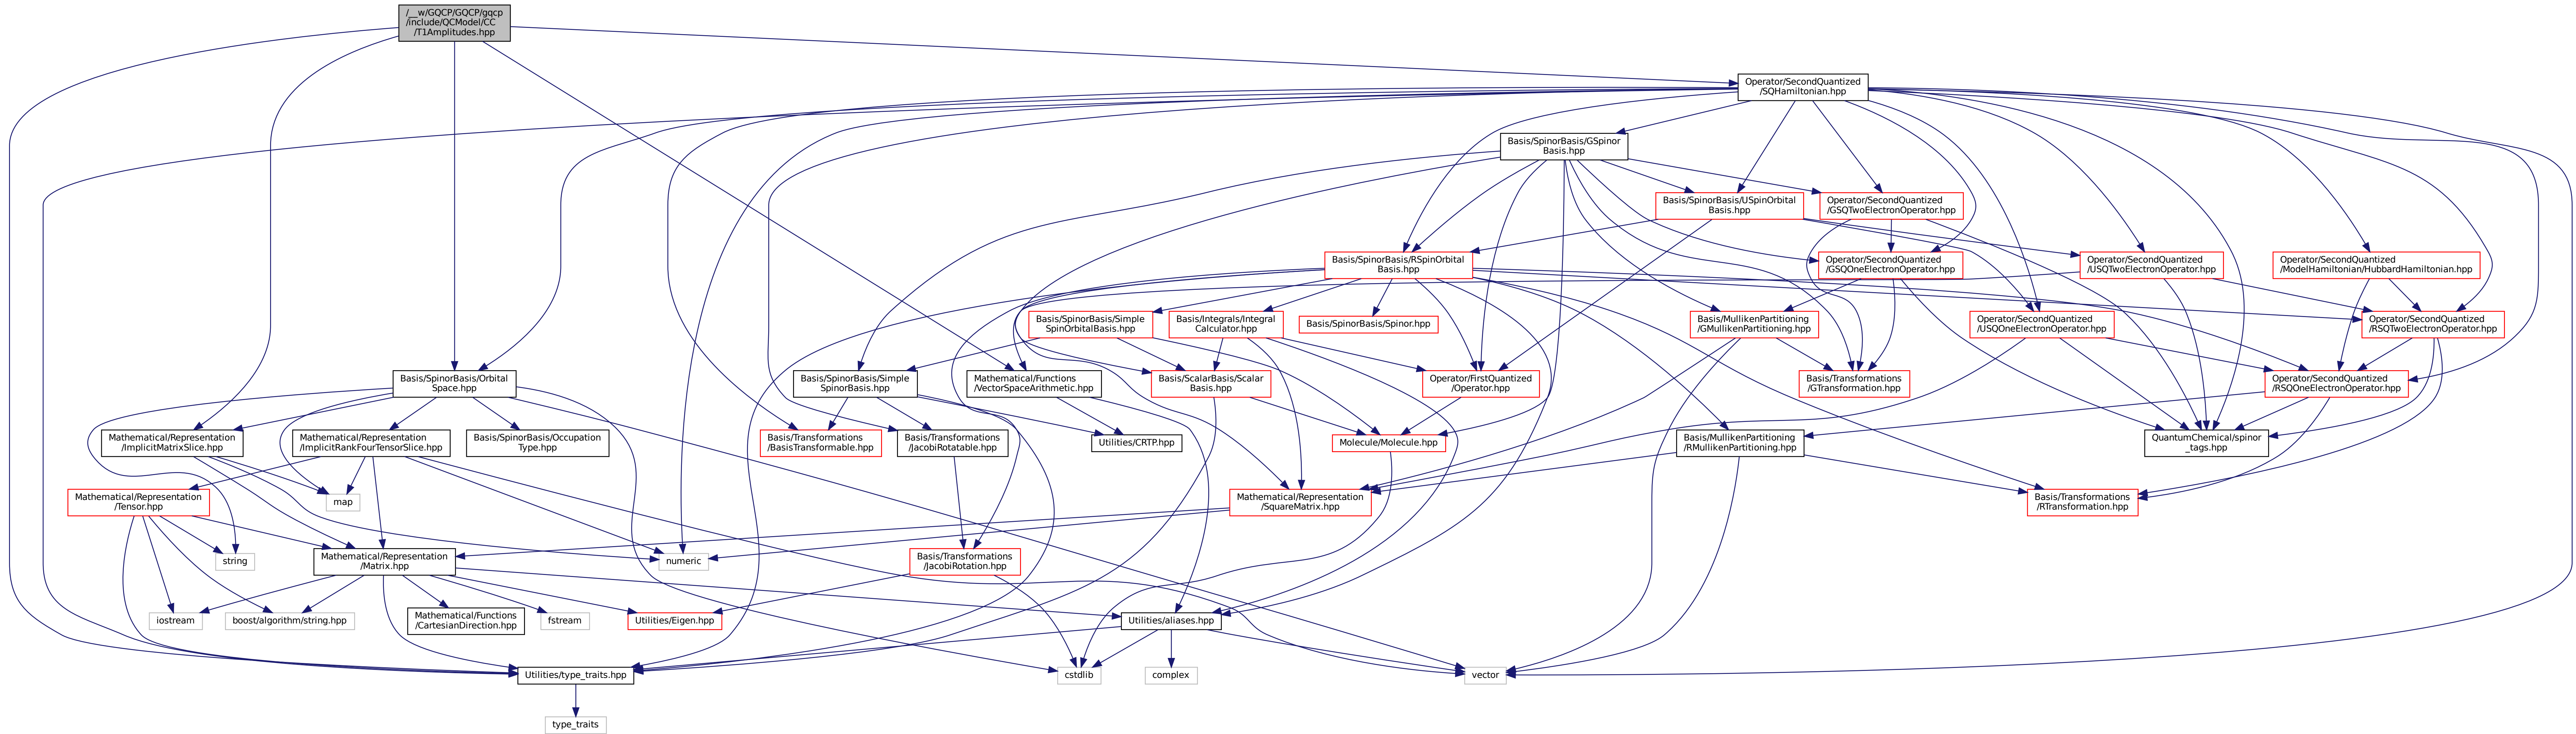 /__w/GQCP/GQCP/gqcp
/include/QCModel/CC
/T1Amplitudes.hpp
Operator/SecondQuantized
/SQHamiltonian.hpp
Basis/SpinorBasis/GSpinor
Basis.hpp
Basis/SpinorBasis/USpinOrbital
Basis.hpp
Operator/SecondQuantized
/GSQTwoElectronOperator.hpp
Basis/SpinorBasis/RSpinOrbital
Basis.hpp
Operator/SecondQuantized
/GSQOneElectronOperator.hpp
Operator/SecondQuantized
/USQTwoElectronOperator.hpp
Operator/SecondQuantized
/ModelHamiltonian/HubbardHamiltonian.hpp
Basis/SpinorBasis/Simple
SpinOrbitalBasis.hpp
Basis/Integrals/Integral
Calculator.hpp
Basis/SpinorBasis/Spinor.hpp
Basis/MullikenPartitioning
/GMullikenPartitioning.hpp
Operator/SecondQuantized
/USQOneElectronOperator.hpp
Operator/SecondQuantized
/RSQTwoElectronOperator.hpp
Basis/SpinorBasis/Orbital
Space.hpp
Basis/SpinorBasis/Simple
SpinorBasis.hpp
Mathematical/Functions
/VectorSpaceArithmetic.hpp
Basis/ScalarBasis/Scalar
Basis.hpp
Operator/FirstQuantized
/Operator.hpp
Basis/Transformations
/GTransformation.hpp
Operator/SecondQuantized
/RSQOneElectronOperator.hpp
Mathematical/Representation
/ImplicitMatrixSlice.hpp
Mathematical/Representation
/ImplicitRankFourTensorSlice.hpp
Basis/SpinorBasis/Occupation
Type.hpp
Basis/Transformations
/BasisTransformable.hpp
Basis/Transformations
/JacobiRotatable.hpp
Utilities/CRTP.hpp
Molecule/Molecule.hpp
Basis/MullikenPartitioning
/RMullikenPartitioning.hpp
QuantumChemical/spinor
_tags.hpp
Mathematical/Representation
/Tensor.hpp
map
Mathematical/Representation
/SquareMatrix.hpp
Basis/Transformations
/RTransformation.hpp
string
Mathematical/Representation
/Matrix.hpp
numeric
Basis/Transformations
/JacobiRotation.hpp
iostream
boost/algorithm/string.hpp
Mathematical/Functions
/CartesianDirection.hpp
fstream
Utilities/Eigen.hpp
Utilities/aliases.hpp
Utilities/type_traits.hpp
cstdlib
complex
vector
type_traits